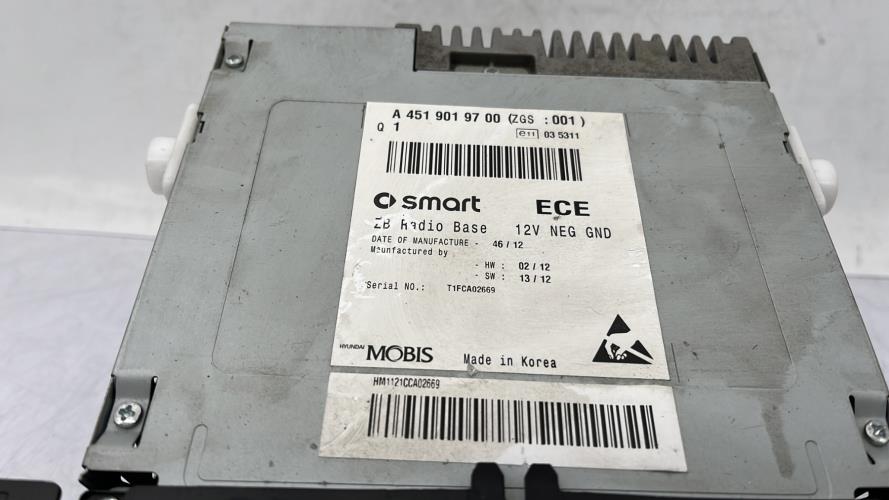 A 451 901 97 00 (ZGS : 001)
Q 1
e11 03 5311
smart ECE
ZB Radio Base 12V NEG GND
DATE OF MANUFACTURE - 46 / 12
Maunfactured by
- HW : 02 / 12
- SW : 13 / 12
Serial NO.: T1FCA02669
HYUNDAI MOBIS Made in Korea
HM1121CCA02669